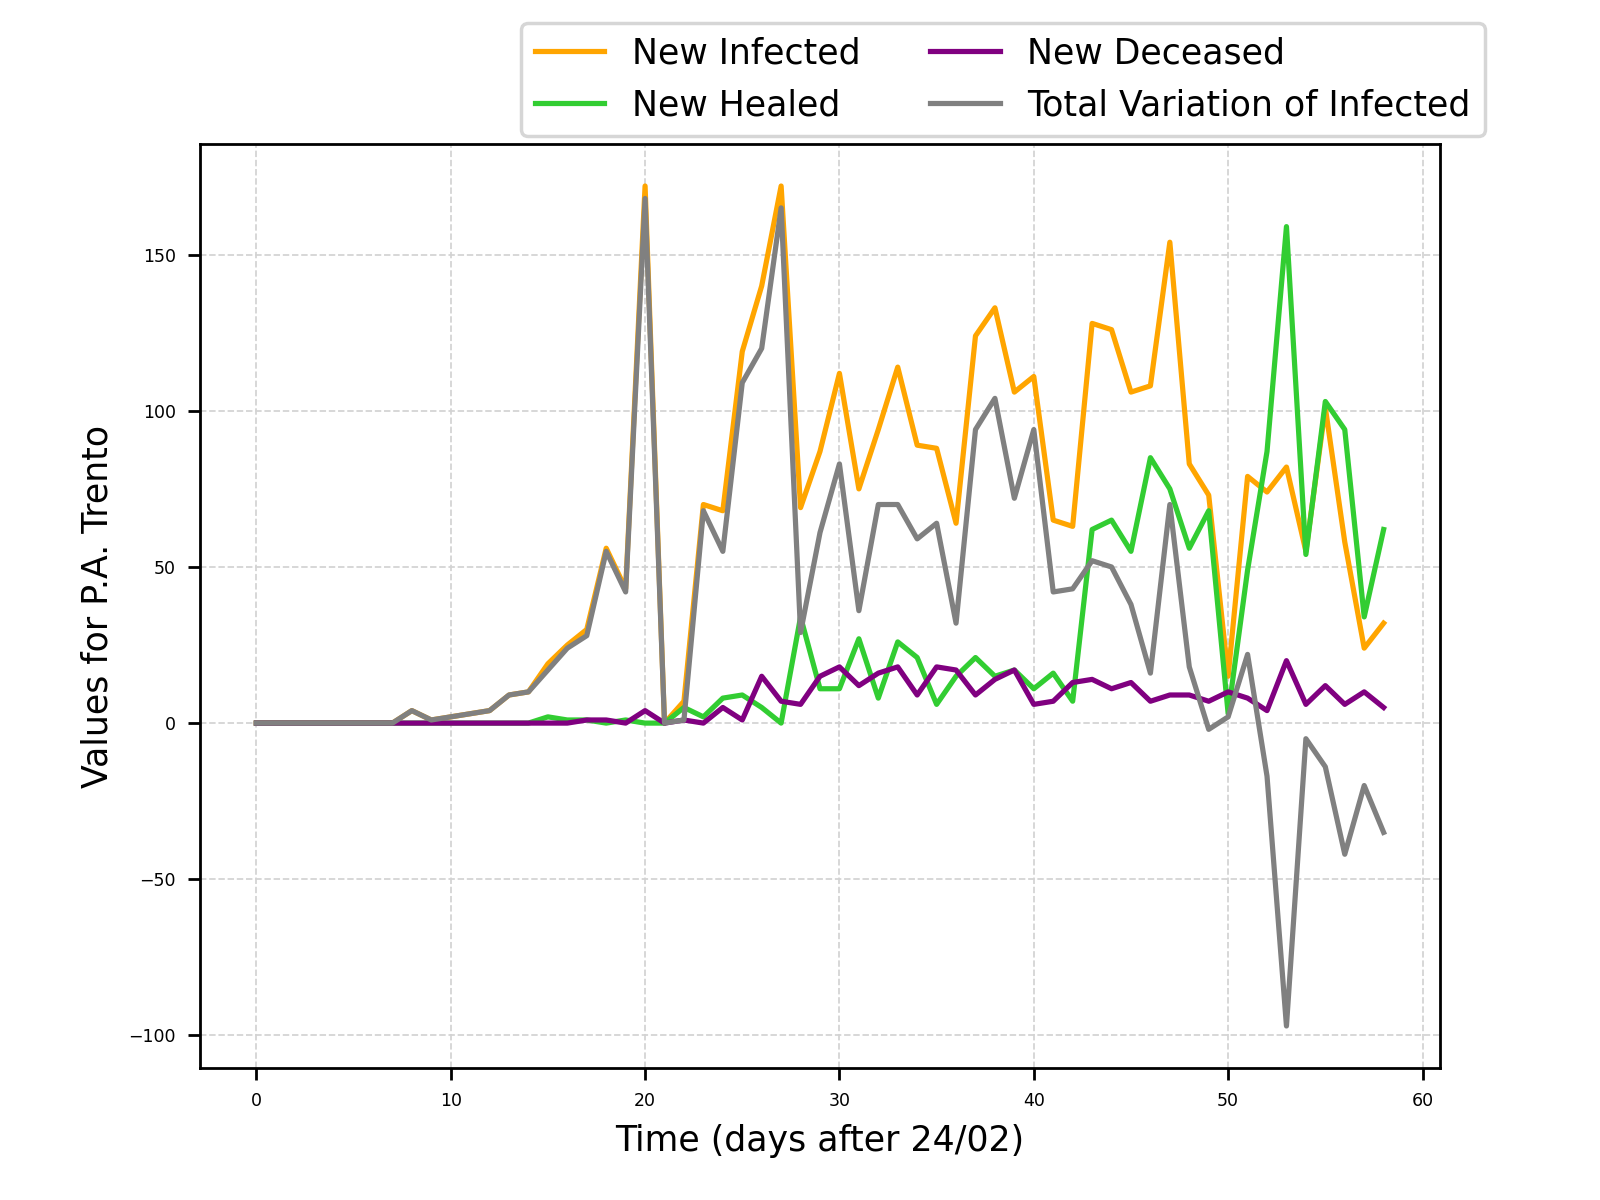 New Infected
New Healed
New Deceased
Total Variation of Infected
Values for P.A. Trento
150
100
50
0
−50
−100
0 10 20 30 40 50 60
Time (days after 24/02)